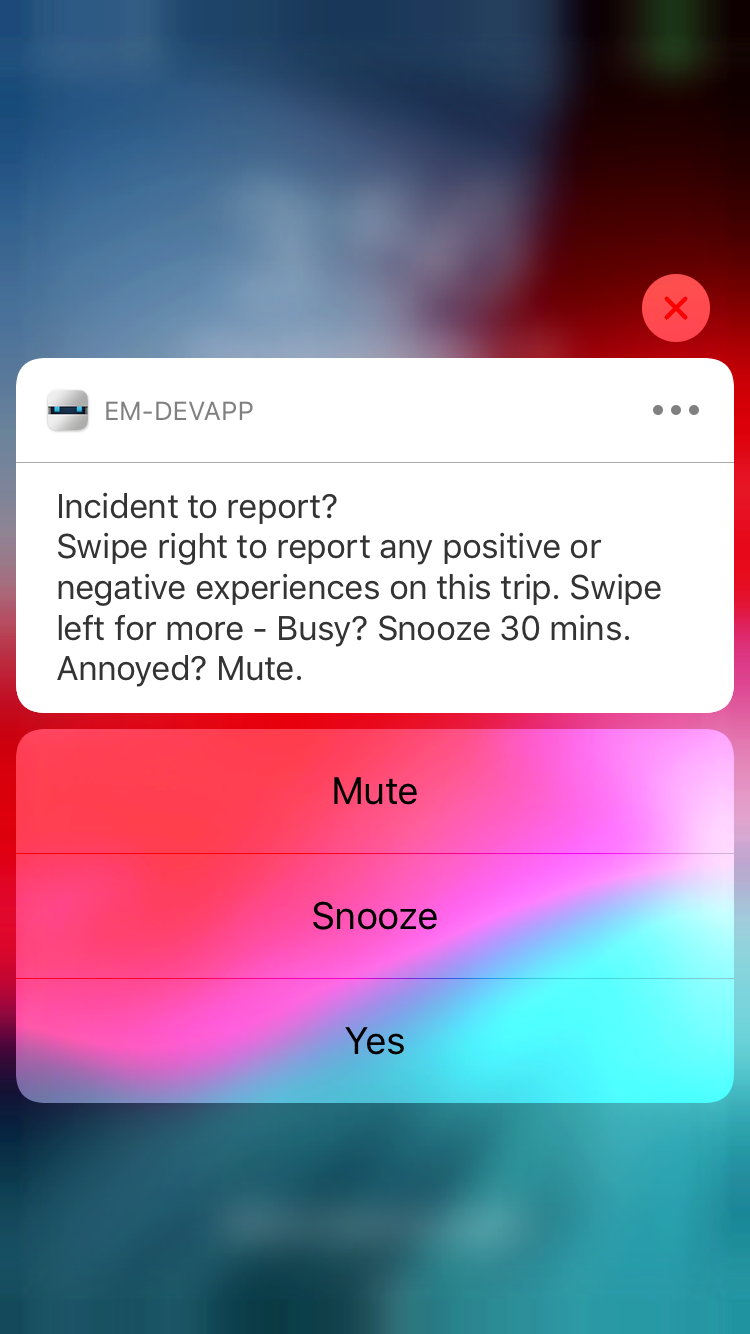 EM-DEVAPP
Incident to report?
Swipe right to report any positive or
negative experiences on this trip. Swipe
left for more - Busy? Snooze 30 mins.
Annoyed? Mute.
Mute
Snooze
Yes